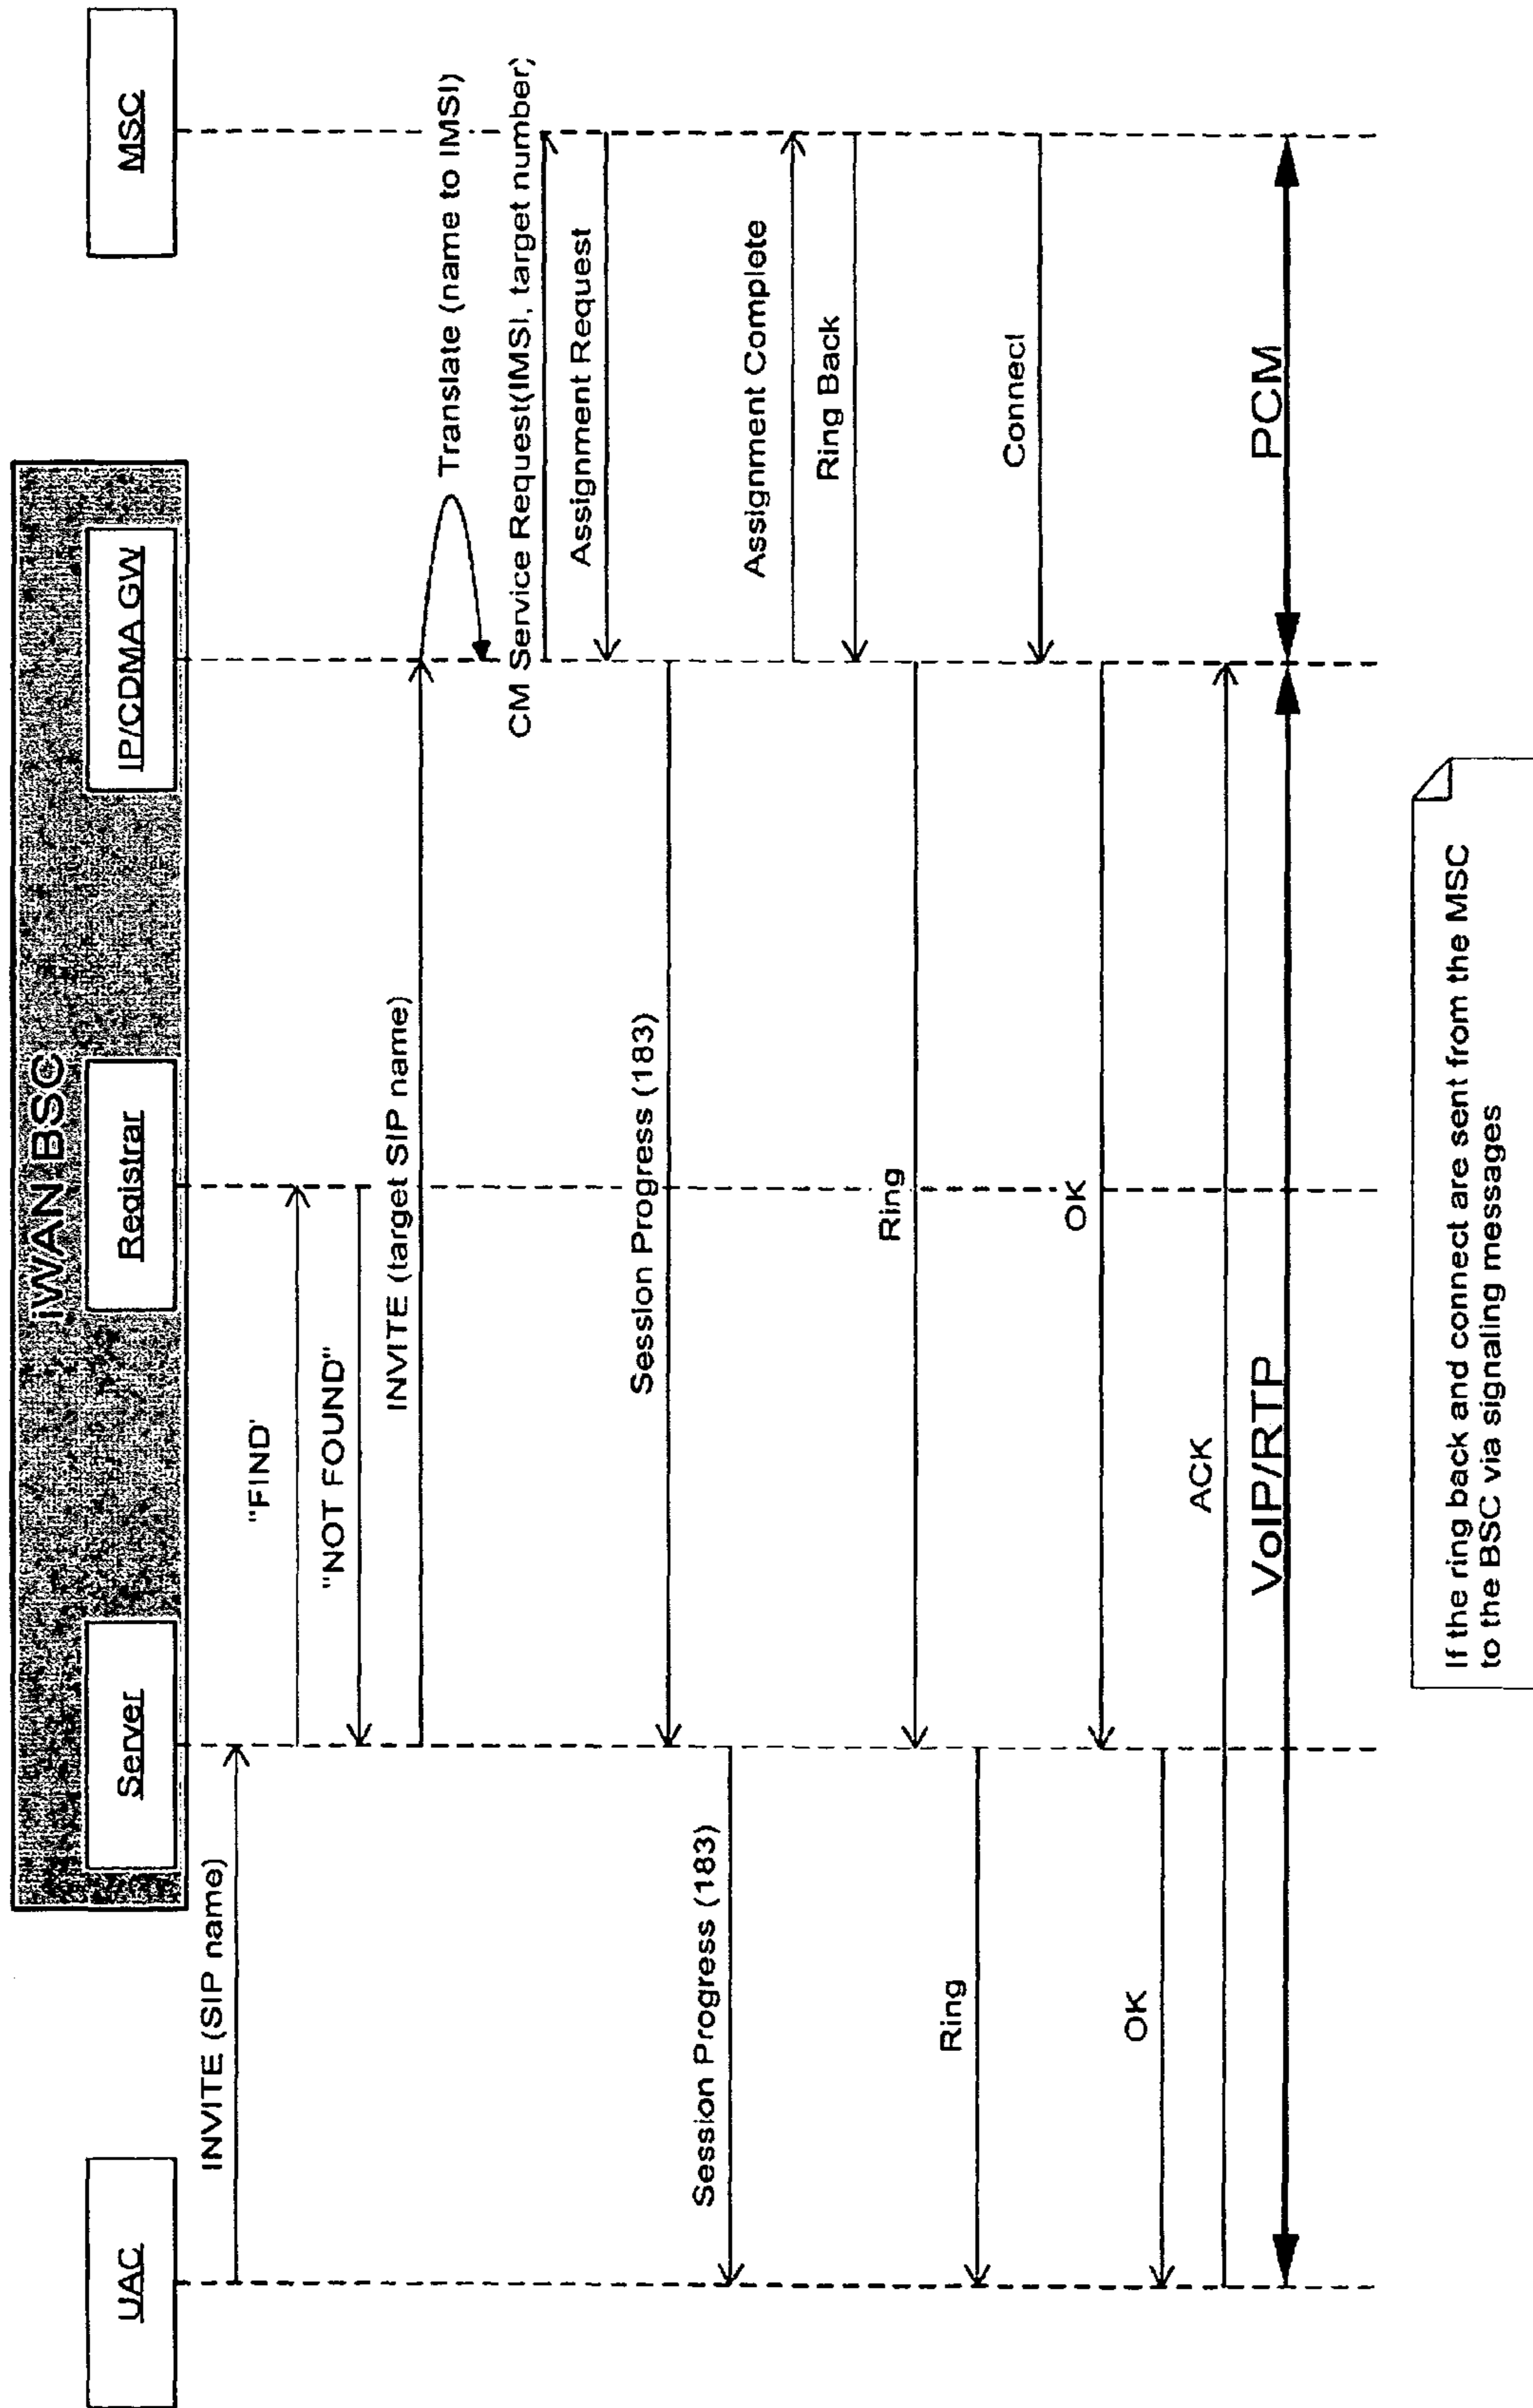 iWAN BSC
UAC
Server
Registrar
IP/CDMA GW
MSC
INVITE (SIP name)
"FIND'
"NOT FOUND"
INVITE (target SIP name)
Translate (name to IMSI)
CM Service Request(IMSI, target number)
Assignment Request
Session Progress (183)
Session Progress (183)
Assignment Complete
Ring Back
Ring
Ring
Connect
OK
OK
ACK
VoIP/RTP
PCM
If the ring back and connect are sent from the MSC
to the BSC via signaling messages